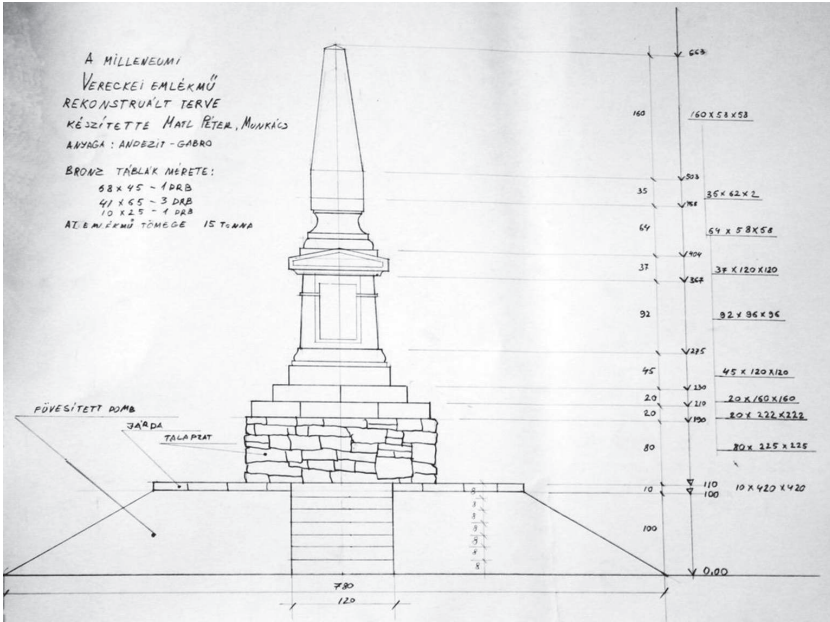 A MILLENEUMI
VERECKEI EMLÉKMŰ
REKONSTRUÁLT TERVE
KÉSZÍTETTE MATL PÉTER, MUNKÁCS
ANYAGA: ANDEZIT-GABRO
BRONZ TÁBLÁK MÉRETE:
68 x 45 - 1 DRB
41 x 65 - 3 DRB
10 x 25 - 1 DRB
AZ EMLÉKMŰ TÖMEGE 15 TONNA
663
160
160 x 58 x 58
503
35
35 x 62 x 2
468
64
64 x 58 x 58
404
37
37 x 120 x 120
367
92
92 x 96 x 96
275
45
45 x 120 x 120
230
20
20 x 160 x 160
210
20
20 x 222 x 222
190
80
80 x 225 x 225
FÜVESÍTETT DOMB
JÁRDA
TALAPZAT
110
10
100
10 x 420 x 420
100
0,00
780
120